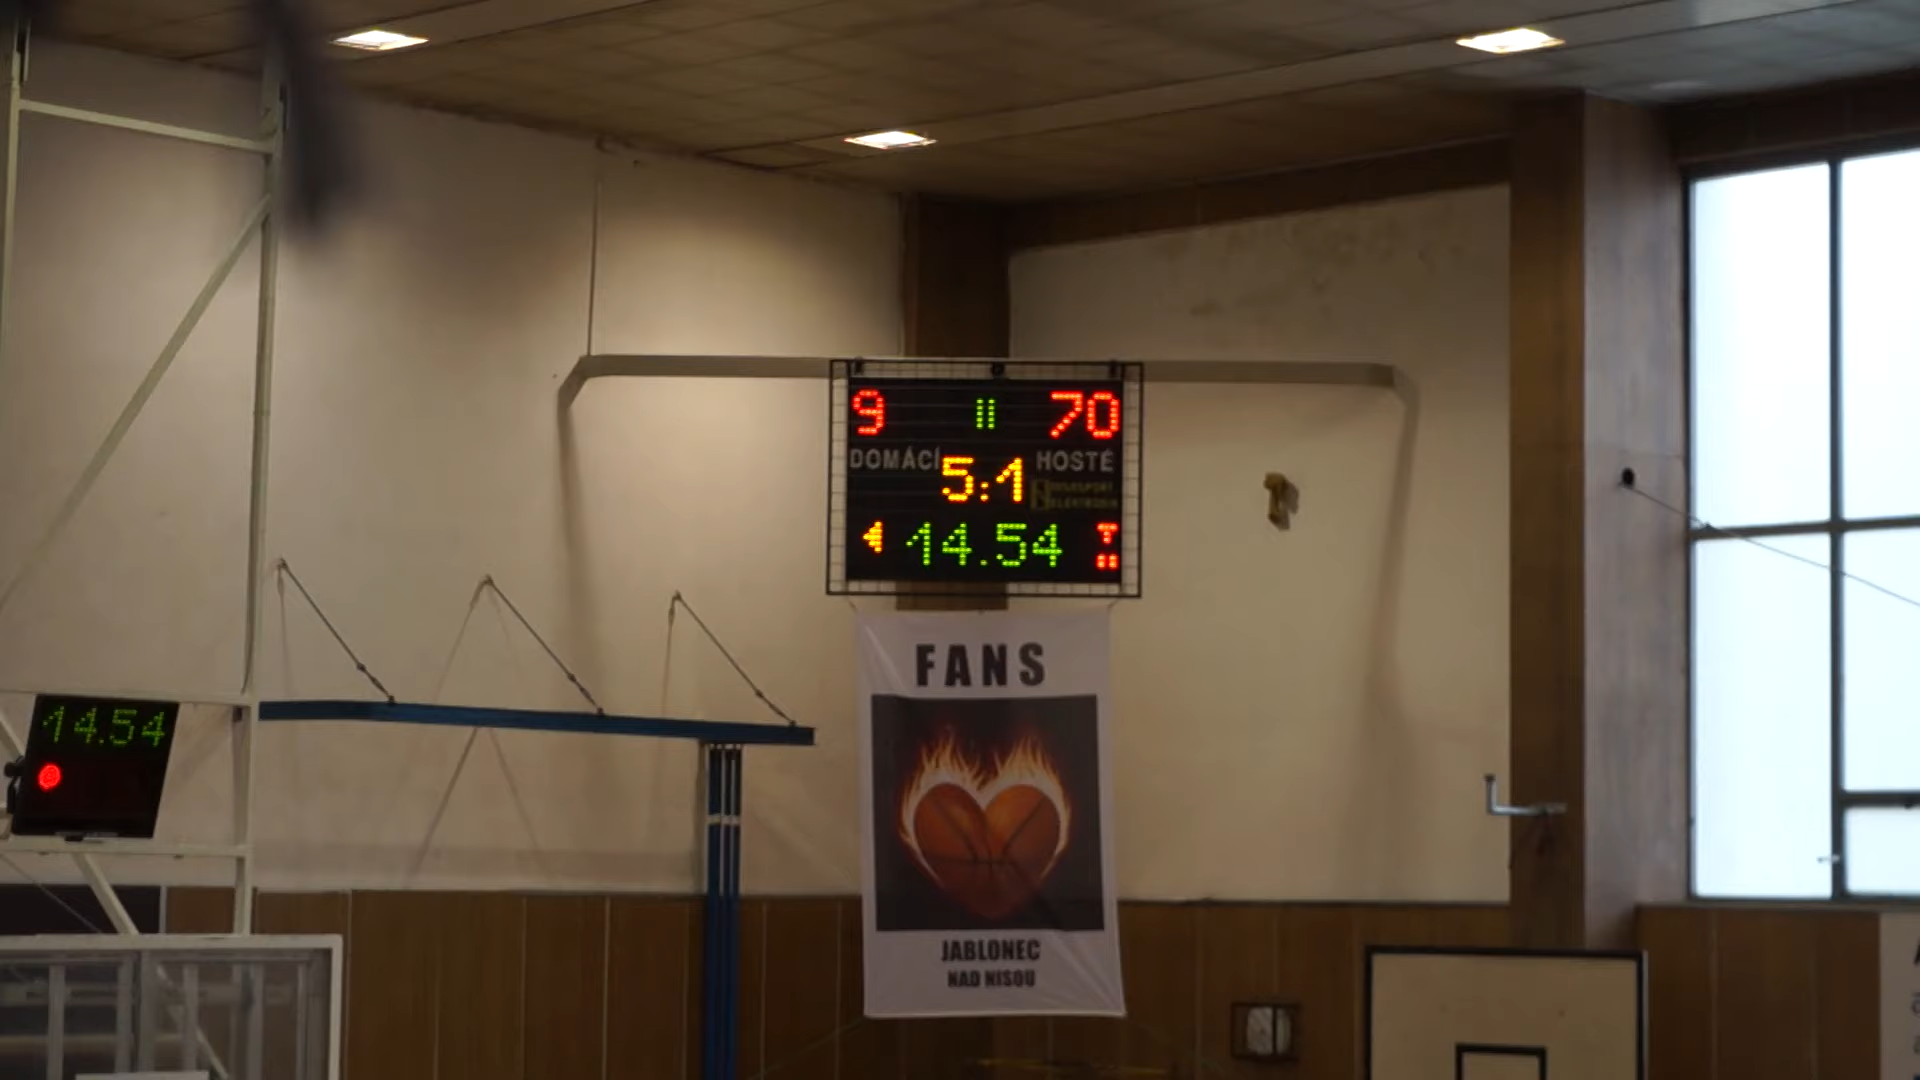 9 II 70
DOMÁCÍ HOSTÉ
5:1
14.54
14.54
FANS
JABLONEC
NAD NISOU